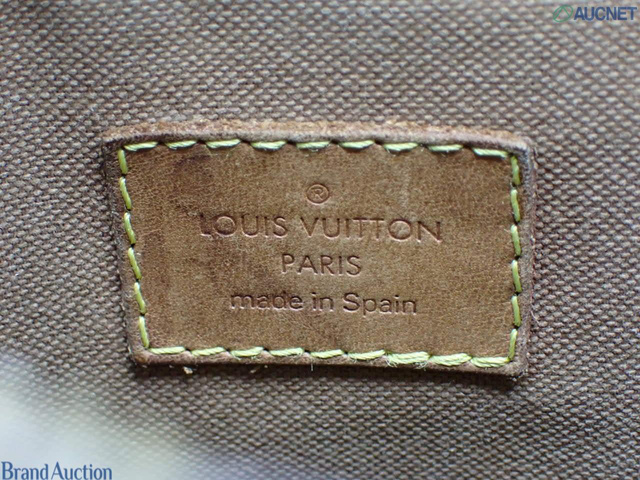 AUCNET
®
LOUIS VUITTON
PARIS
made in Spain
Brand Auction